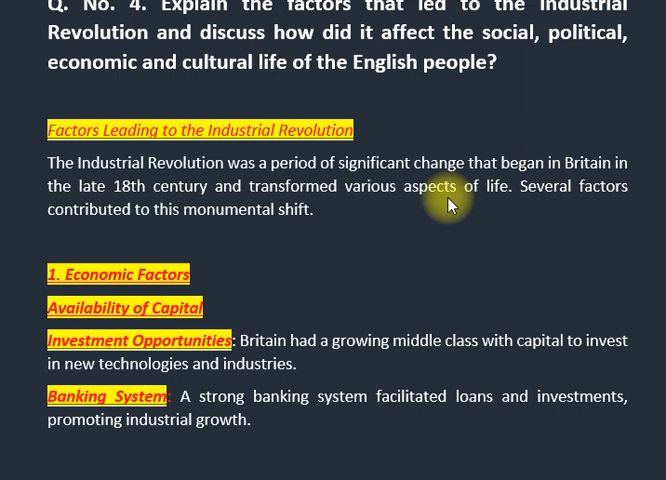 Q. No. 4. Explain the factors that led to the Industrial
Revolution and discuss how did it affect the social, political,
economic and cultural life of the English people?
Factors Leading to the Industrial Revolution
The Industrial Revolution was a period of significant change that began in Britain in
the late 18th century and transformed various aspects of life. Several factors
contributed to this monumental shift.
1. Economic Factors
Availability of Capital
Investment Opportunities: Britain had a growing middle class with capital to invest
in new technologies and industries.
Banking System: A strong banking system facilitated loans and investments,
promoting industrial growth.